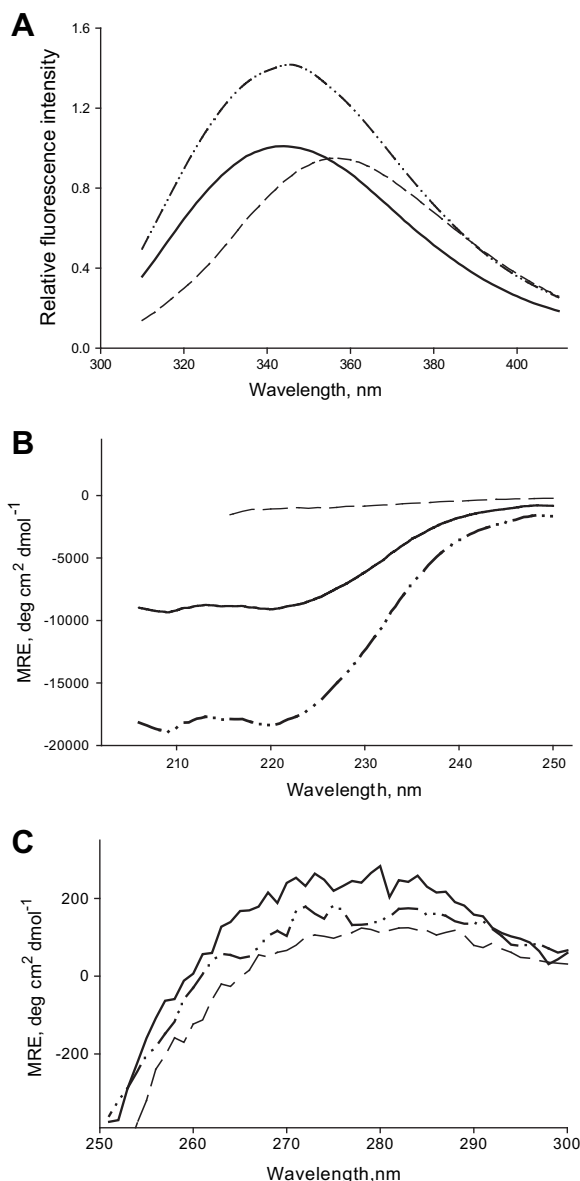 A
Relative fluorescence intensity
1.6
1.2
0.8
0.4
0.0
300 320 340 360 380 400
Wavelength, nm
B
MRE, deg cm² dmol⁻¹
0
-5000
-10000
-15000
-20000
210 220 230 240 250
Wavelength, nm
C
MRE, deg cm² dmol⁻¹
200
0
-200
250 260 270 280 290 300
Wavelength,nm